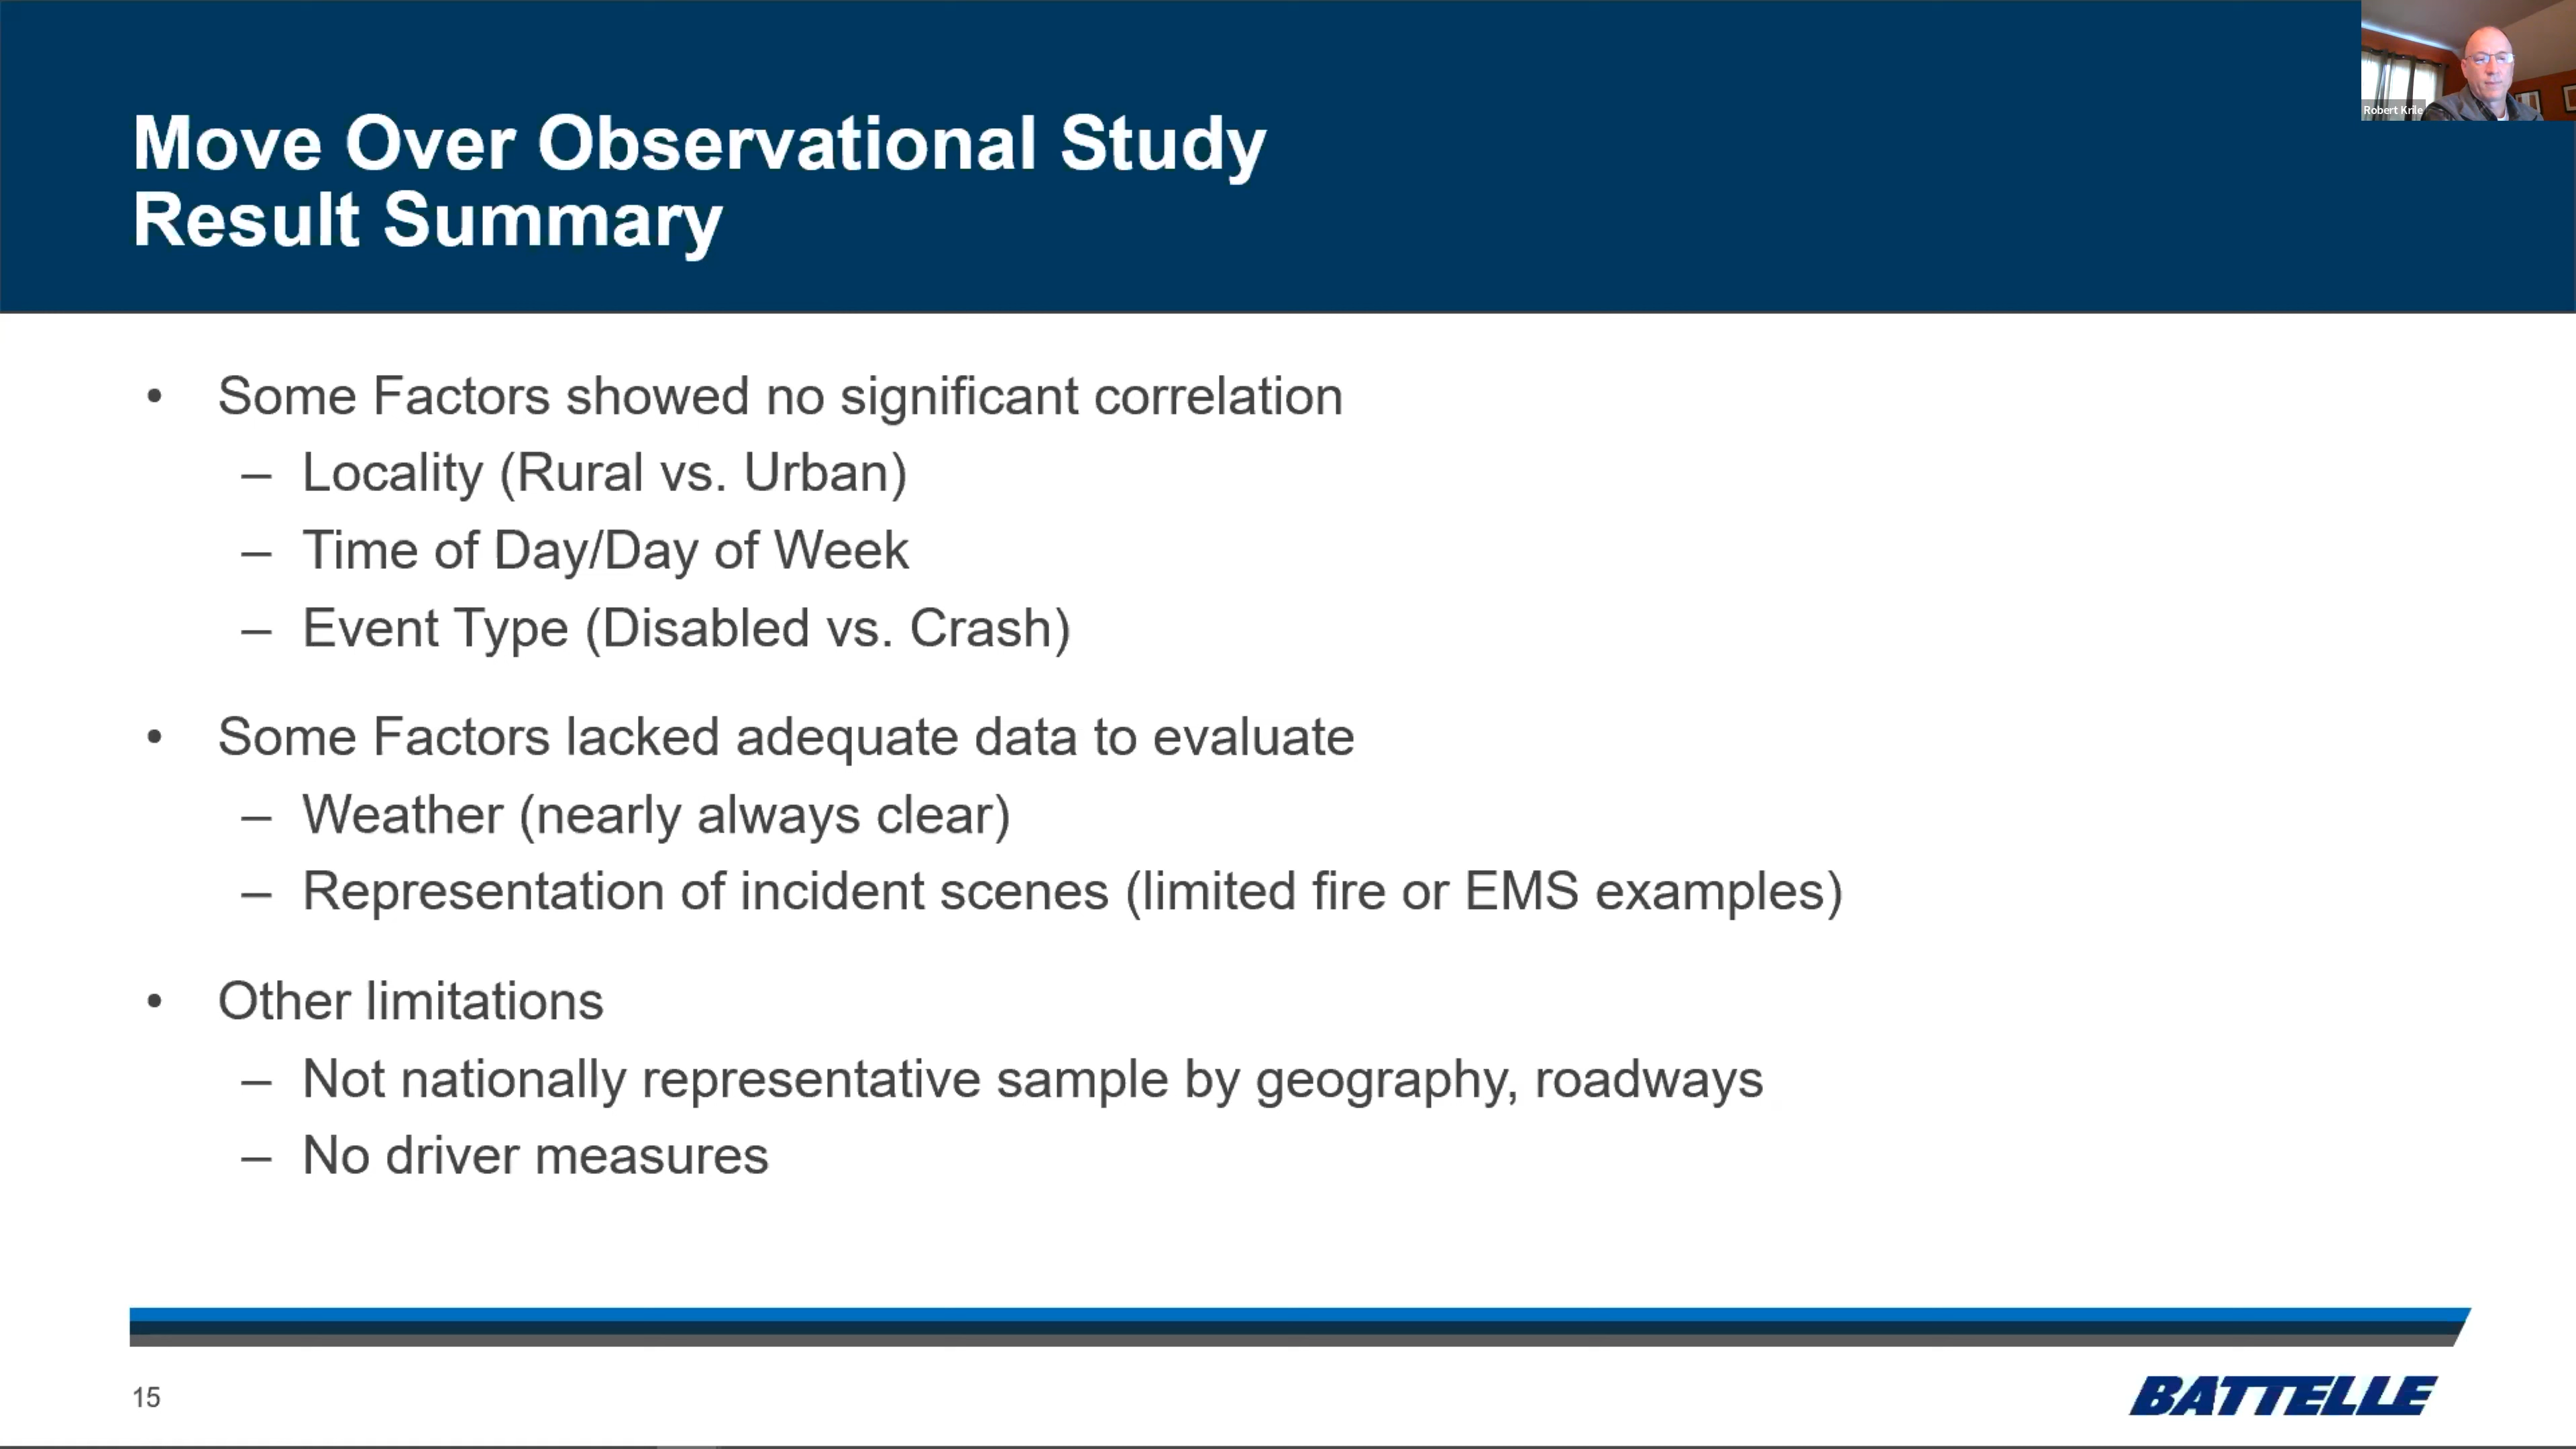 Robert Krile
Move Over Observational Study
Result Summary
• Some Factors showed no significant correlation
– Locality (Rural vs. Urban)
– Time of Day/Day of Week
– Event Type (Disabled vs. Crash)
• Some Factors lacked adequate data to evaluate
– Weather (nearly always clear)
– Representation of incident scenes (limited fire or EMS examples)
• Other limitations
– Not nationally representative sample by geography, roadways
– No driver measures
15
BATTELLE